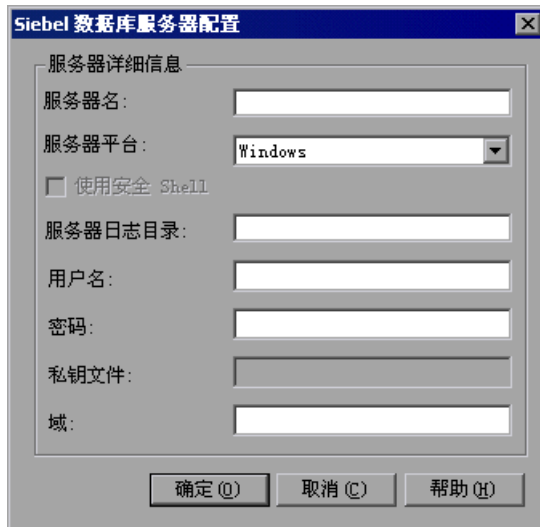 Siebel 数据库服务器配置
服务器详细信息
服务器名:
服务器平台: Windows
使用安全 Shell
服务器日志目录:
用户名:
密码:
私钥文件:
域:
确定(O) 取消(C) 帮助(H)